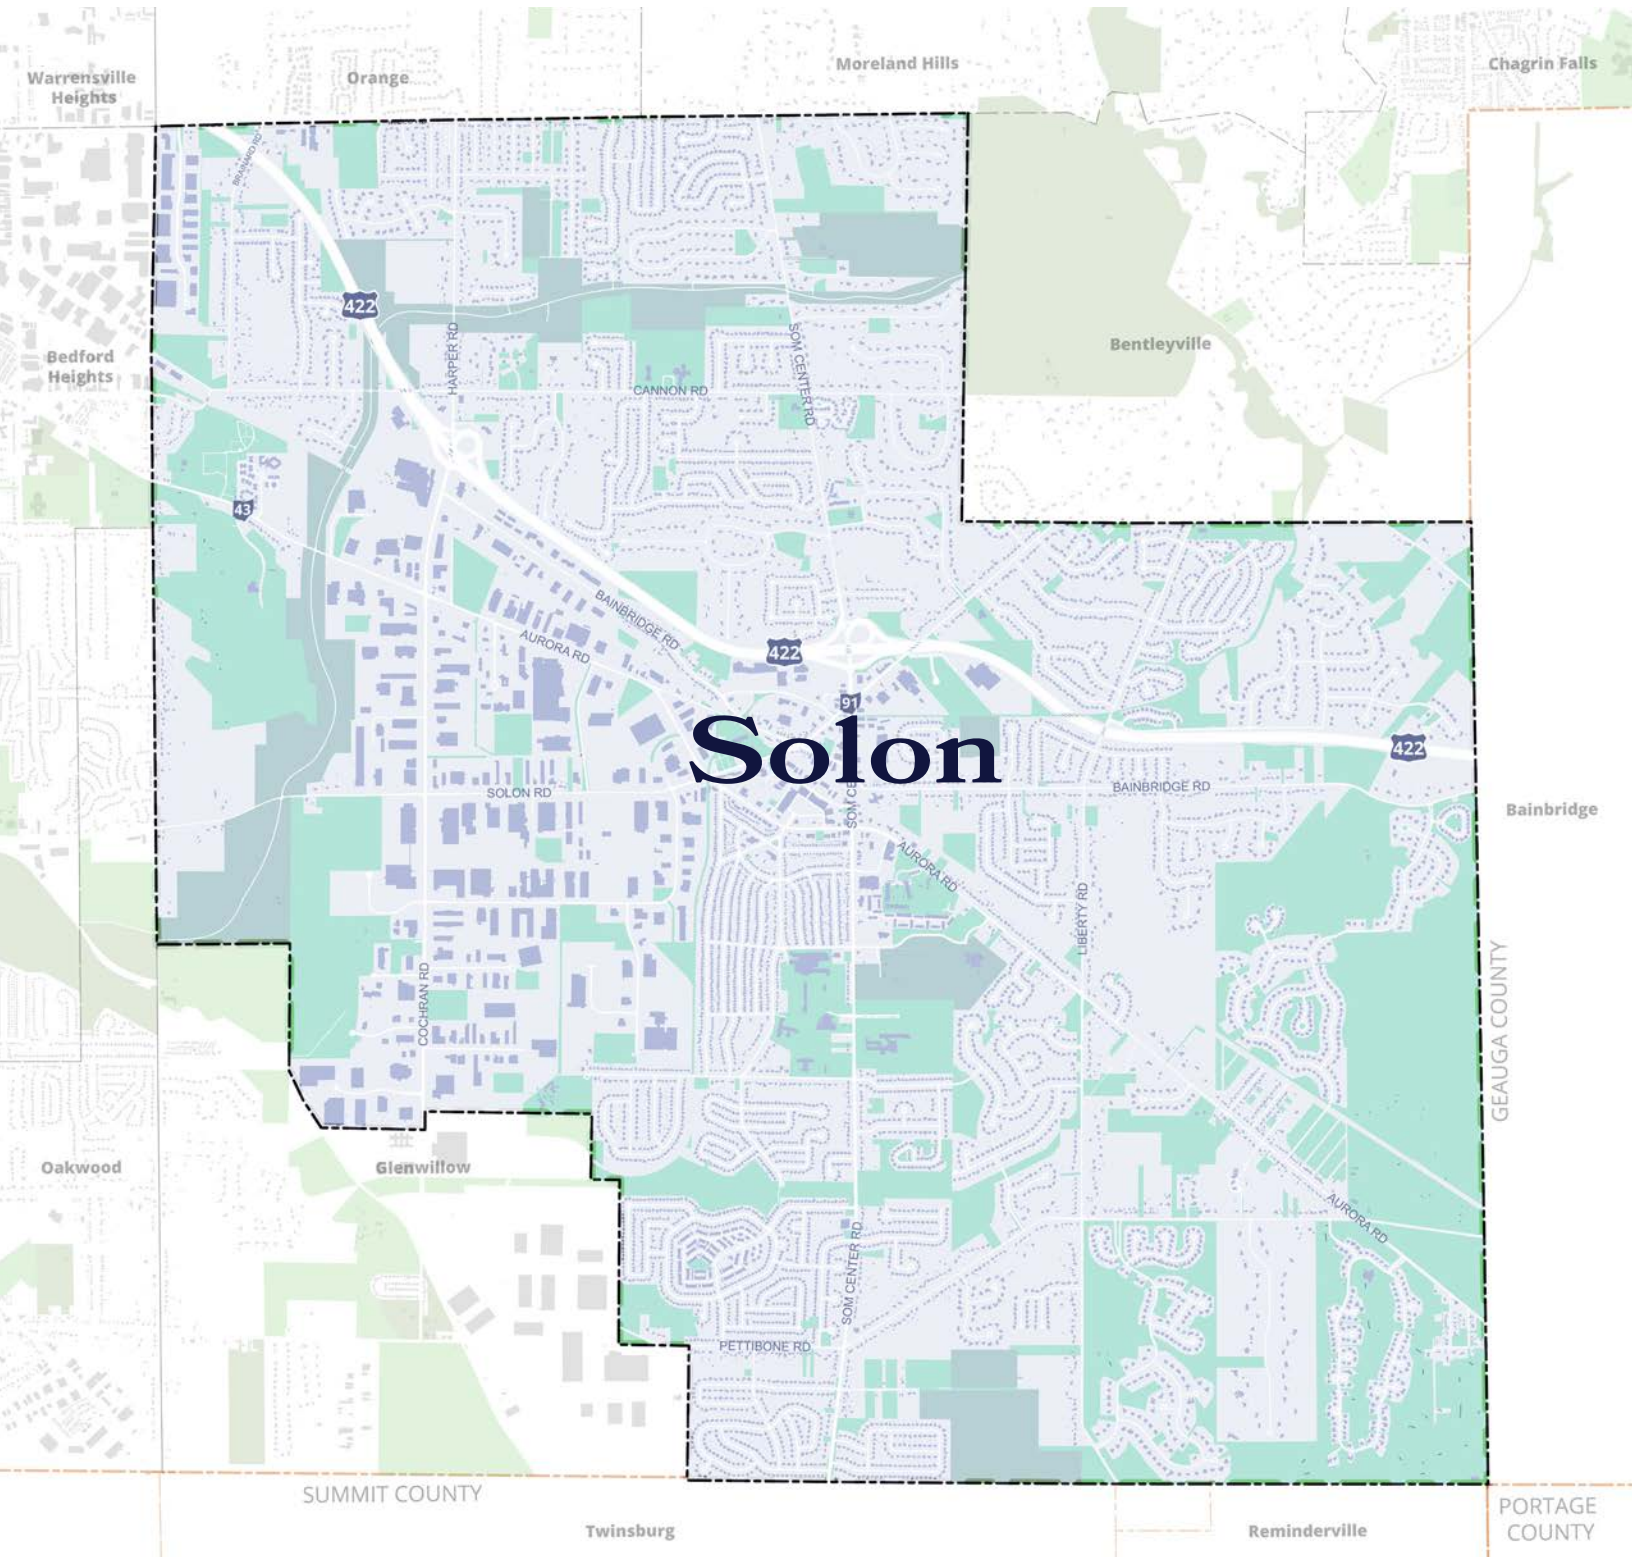 Warrensville
Heights
Orange
Moreland Hills
Chagrin Falls
BRAINARD RD
422
HARPER RD
SOM CENTER RD
Bedford
Heights
Bentleyville
CANNON RD
43
BAINBRIDGE RD
AURORA RD
422
91
Solon
422
SOLON RD
SOM CE
BAINBRIDGE RD
Bainbridge
AURORA RD
LIBERTY RD
COCHRAN RD
GEAUGA COUNTY
Oakwood
Glenwillow
AURORA RD
SOM CENTER RD
PETTIBONE RD
SUMMIT COUNTY
Twinsburg
Reminderville
PORTAGE
COUNTY